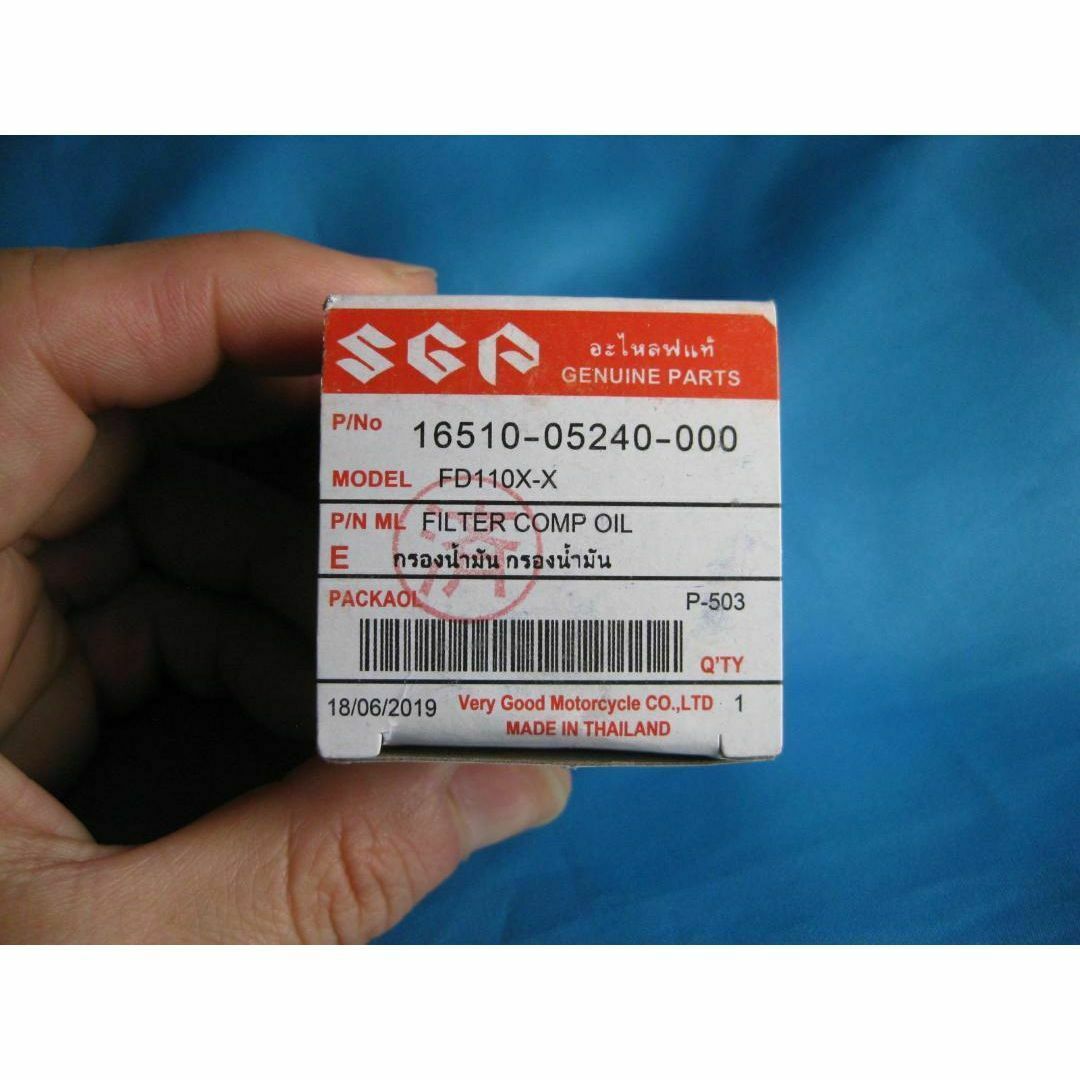 SGP อะไหลฟแท้
GENUINE PARTS
P/No 16510-05240-000
MODEL FD110X-X
P/N ML FILTER COMP OIL
E กรองน้ำมัน กรองน้ำมัน
済
PACKAOL P-503
Q'TY
18/06/2019 Very Good Motorcycle CO.,LTD 1
MADE IN THAILAND